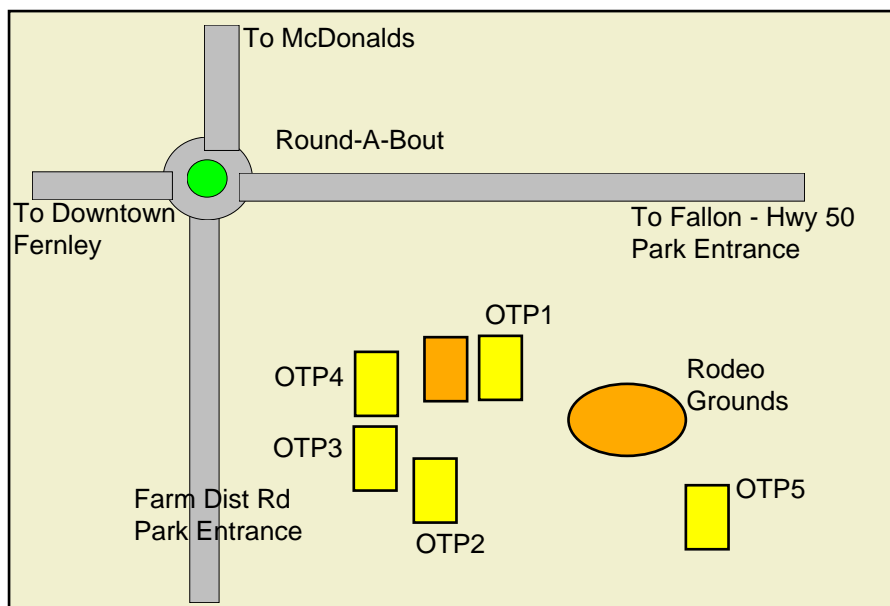 To McDonalds
Round-A-Bout
To Downtown
Fernley
To Fallon - Hwy 50
Park Entrance
OTP1
OTP4
Rodeo
Grounds
OTP3
OTP5
Farm Dist Rd
Park Entrance
OTP2